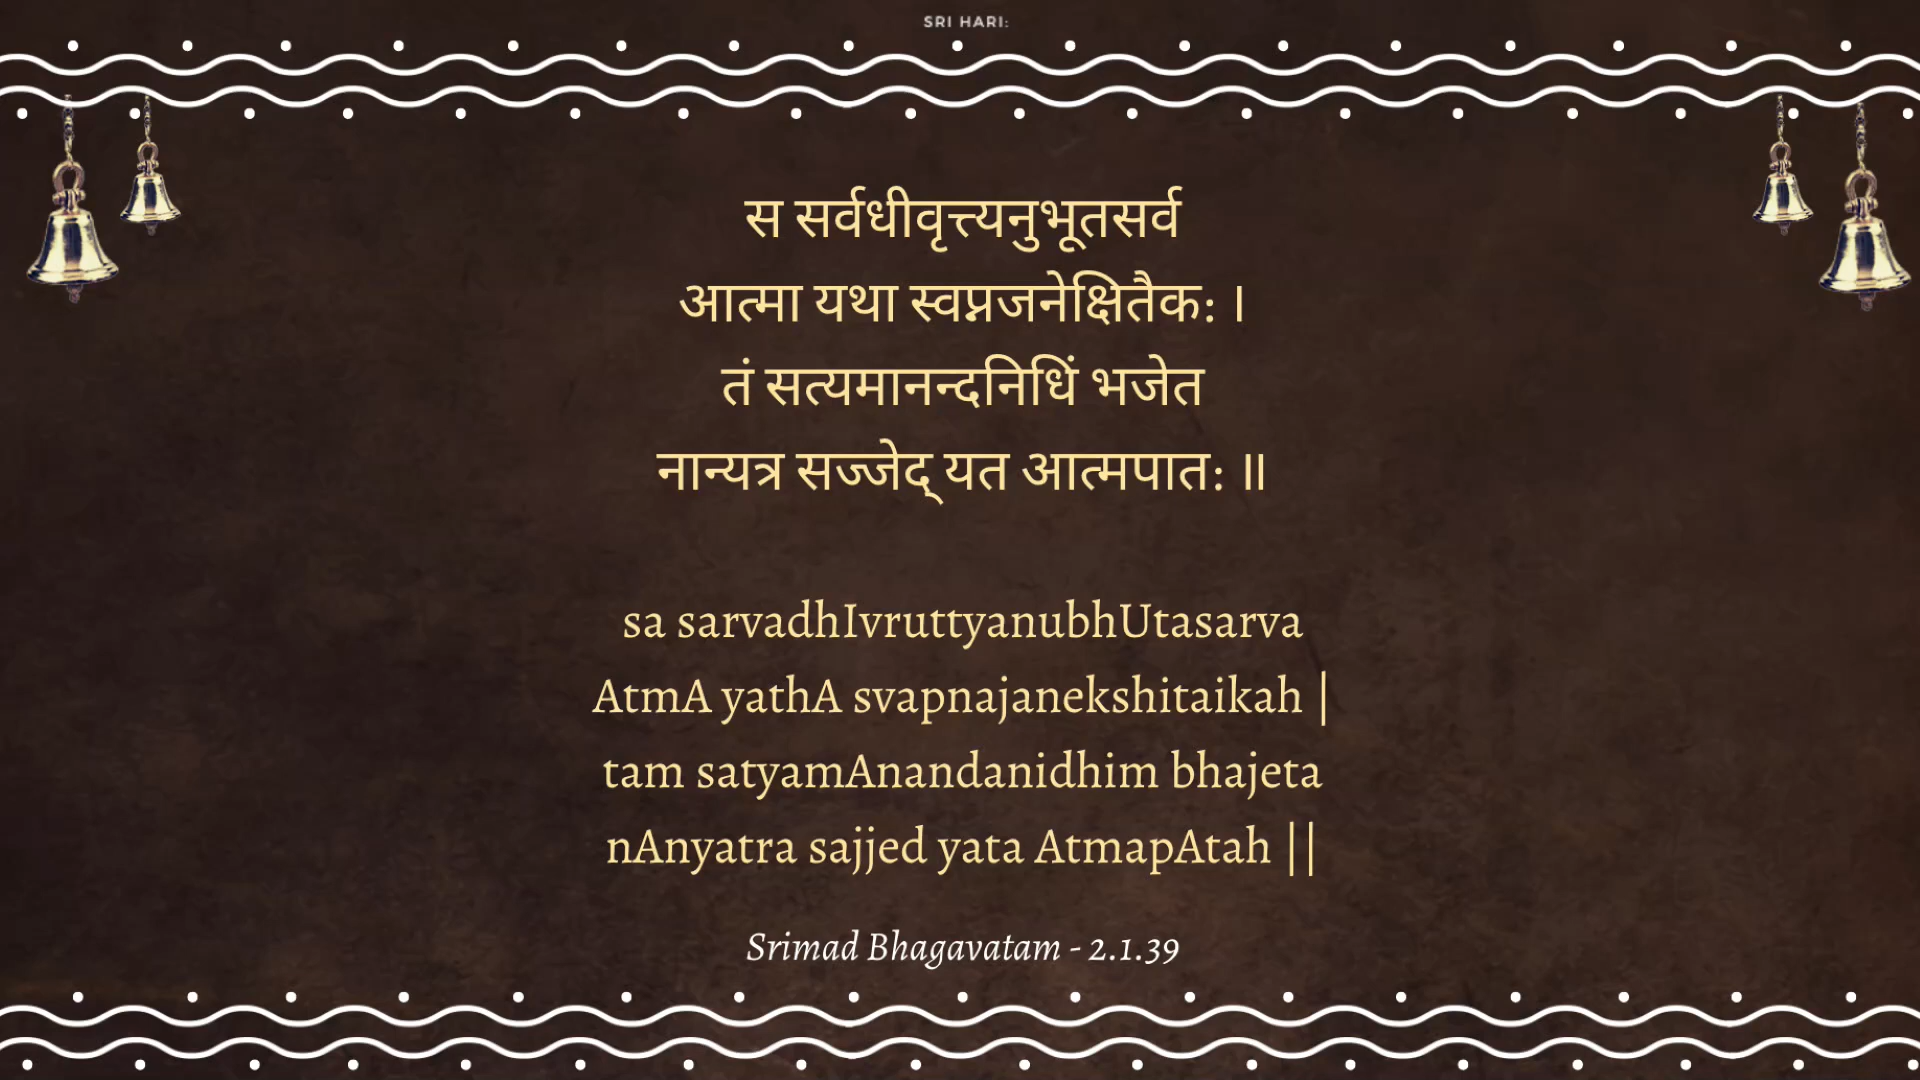 SRI HARI:
स सर्वधीवृत्त्यनुभूतसर्व
आत्मा यथा स्वप्नजनेक्षितैकः ।
तं सत्यमानन्दनिधिं भजेत
नान्यत्र सज्जेद् यत आत्मपातः ॥
sa sarvadhIvruttyanubhUtasarva
AtmA yathA svapnajanekshitaikah |
tam satyamAnandanidhim bhajeta
nAnyatra sajjed yata AtmapAtah ||
Srimad Bhagavatam - 2.1.39